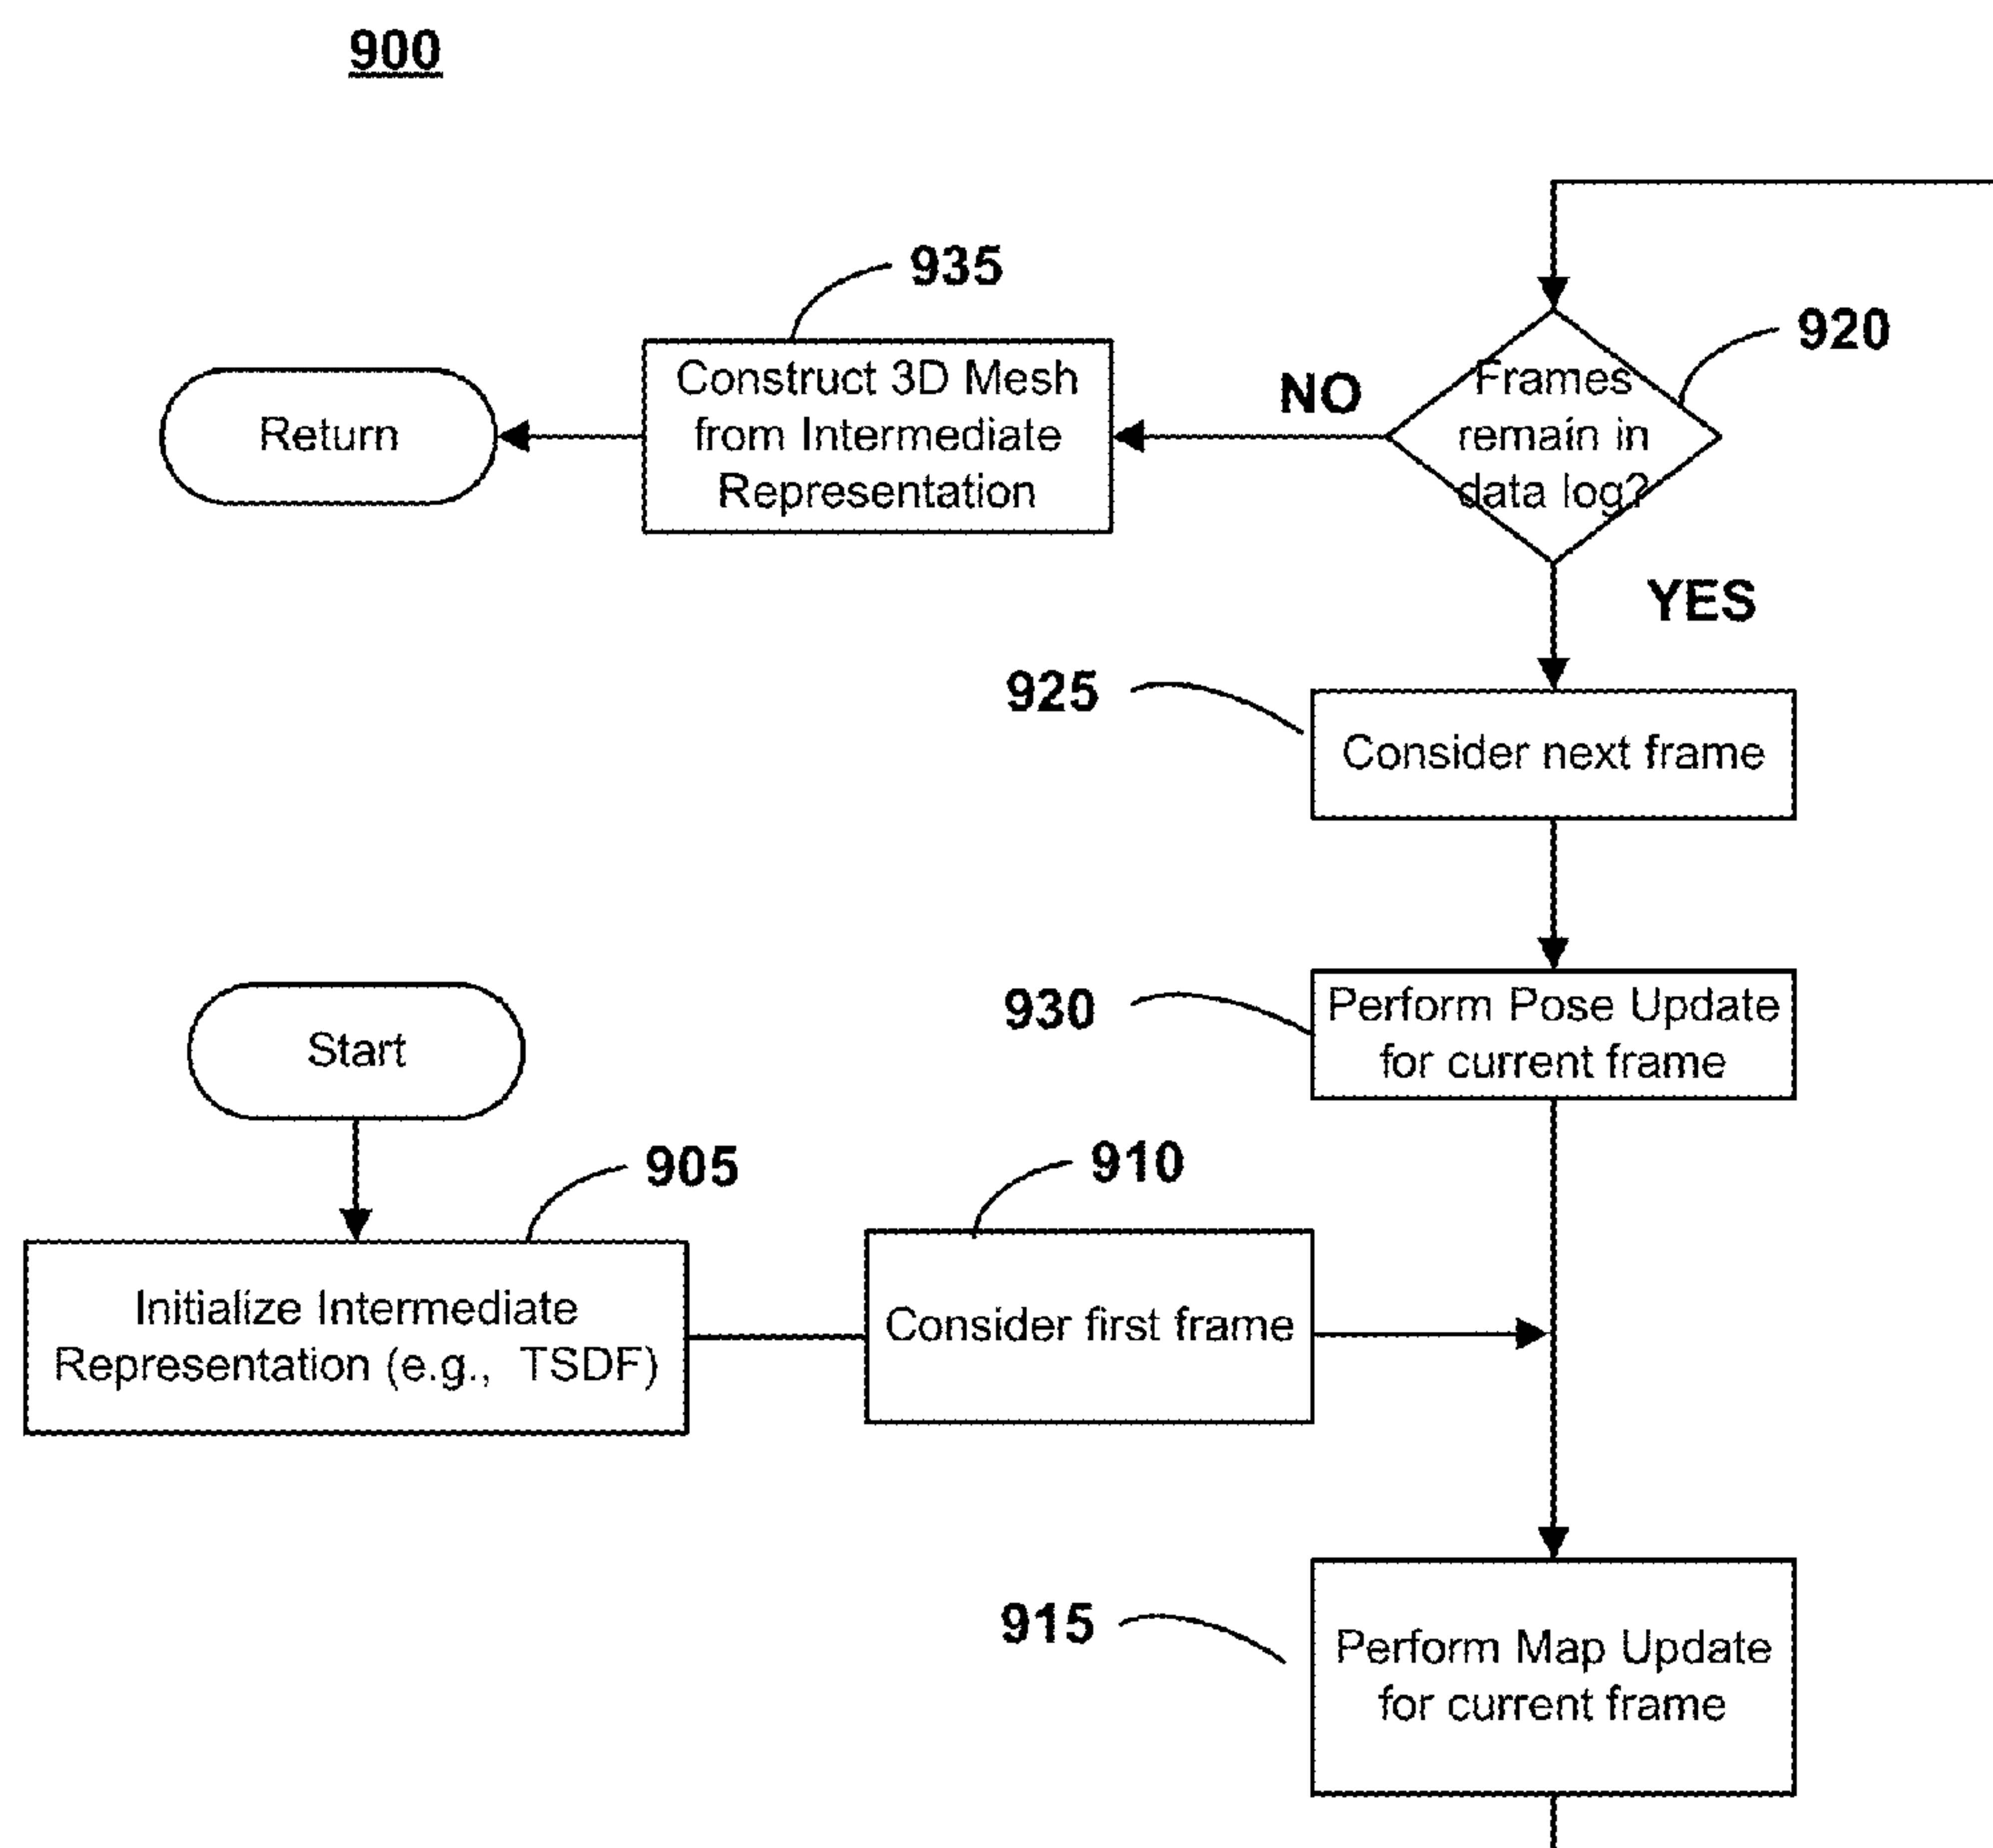 900
935
920
Return
Construct 3D Mesh
from Intermediate
Representation
NO
Frames
remain in
data log?
YES
925
Consider next frame
930
Perform Pose Update
for current frame
Start
905
910
Initialize Intermediate
Representation (e.g., TSDF)
Consider first frame
915
Perform Map Update
for current frame